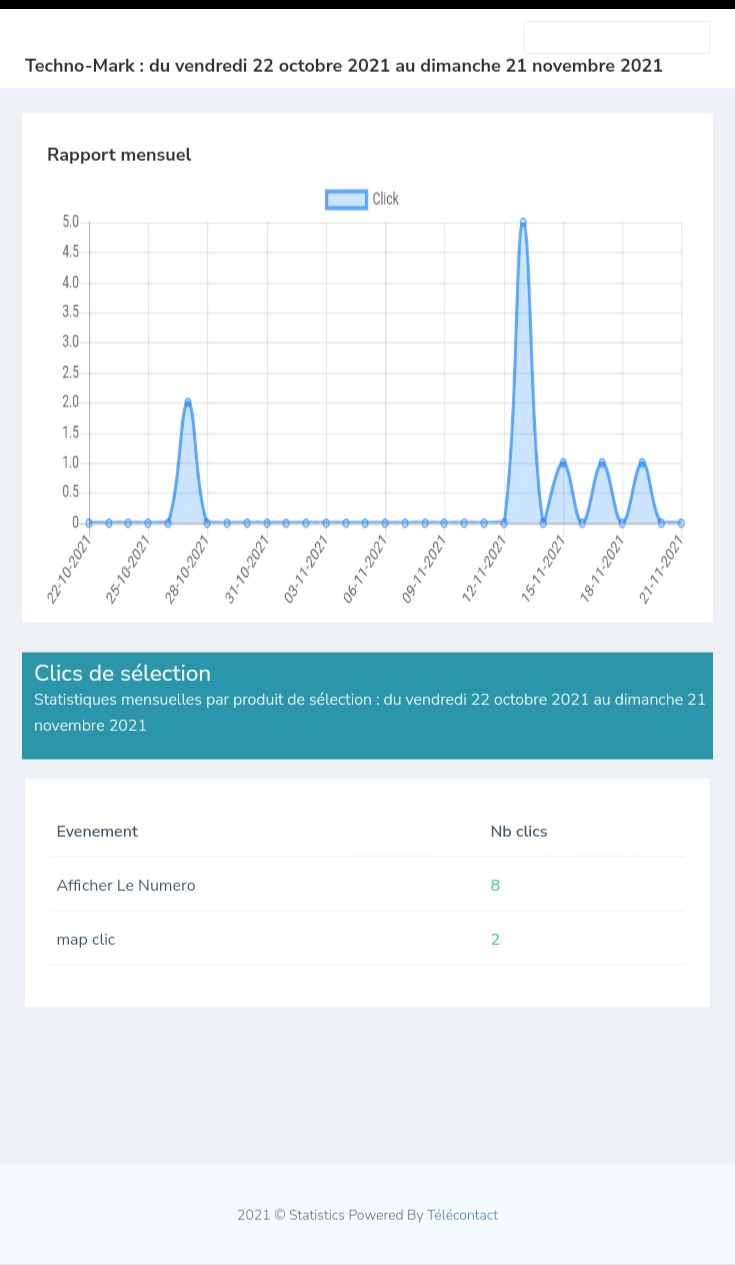 Techno-Mark : du vendredi 22 octobre 2021 au dimanche 21 novembre 2021
Rapport mensuel
Click
5.0
4.5
4.0
3.5
3.0
2.5
2.0
1.5
1.0
0.5
0
22-10-2021
25-10-2021
28-10-2021
31-10-2021
03-11-2021
06-11-2021
09-11-2021
12-11-2021
15-11-2021
18-11-2021
21-11-2021
Clics de sélection
Statistiques mensuelles par produit de sélection : du vendredi 22 octobre 2021 au dimanche 21
novembre 2021
Evenement Nb clics
Afficher Le Numero 8
map clic 2
2021 © Statistics Powered By Télécontact